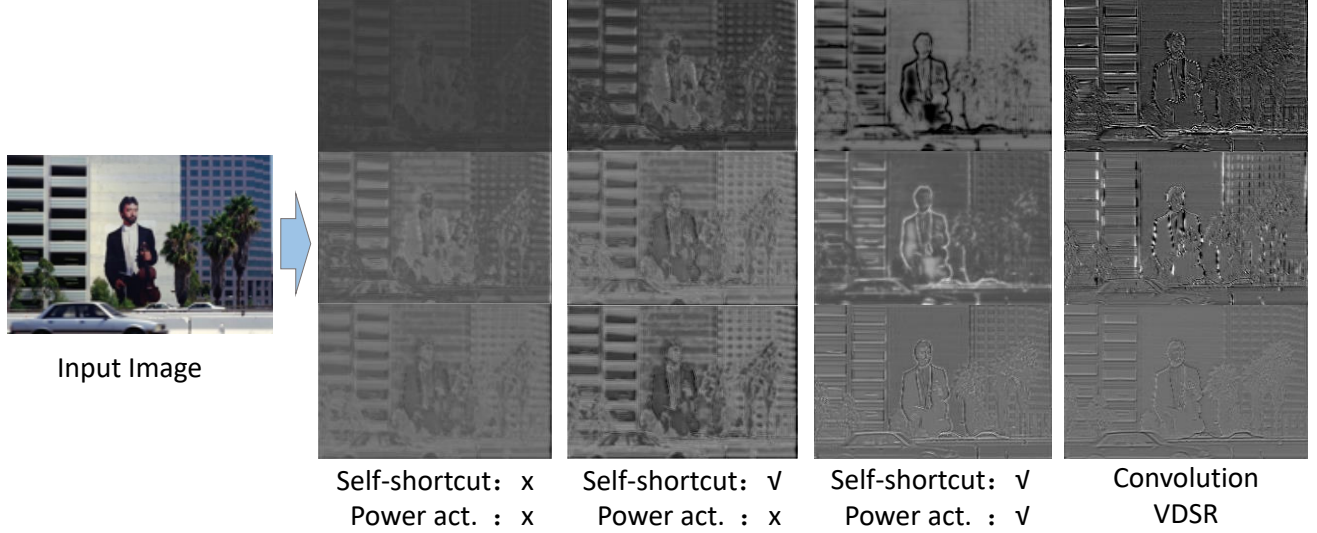 Input Image
Self-shortcut： x
Power act. ： x
Self-shortcut： √
Power act. ： x
Self-shortcut： √
Power act. ： √
Convolution
VDSR